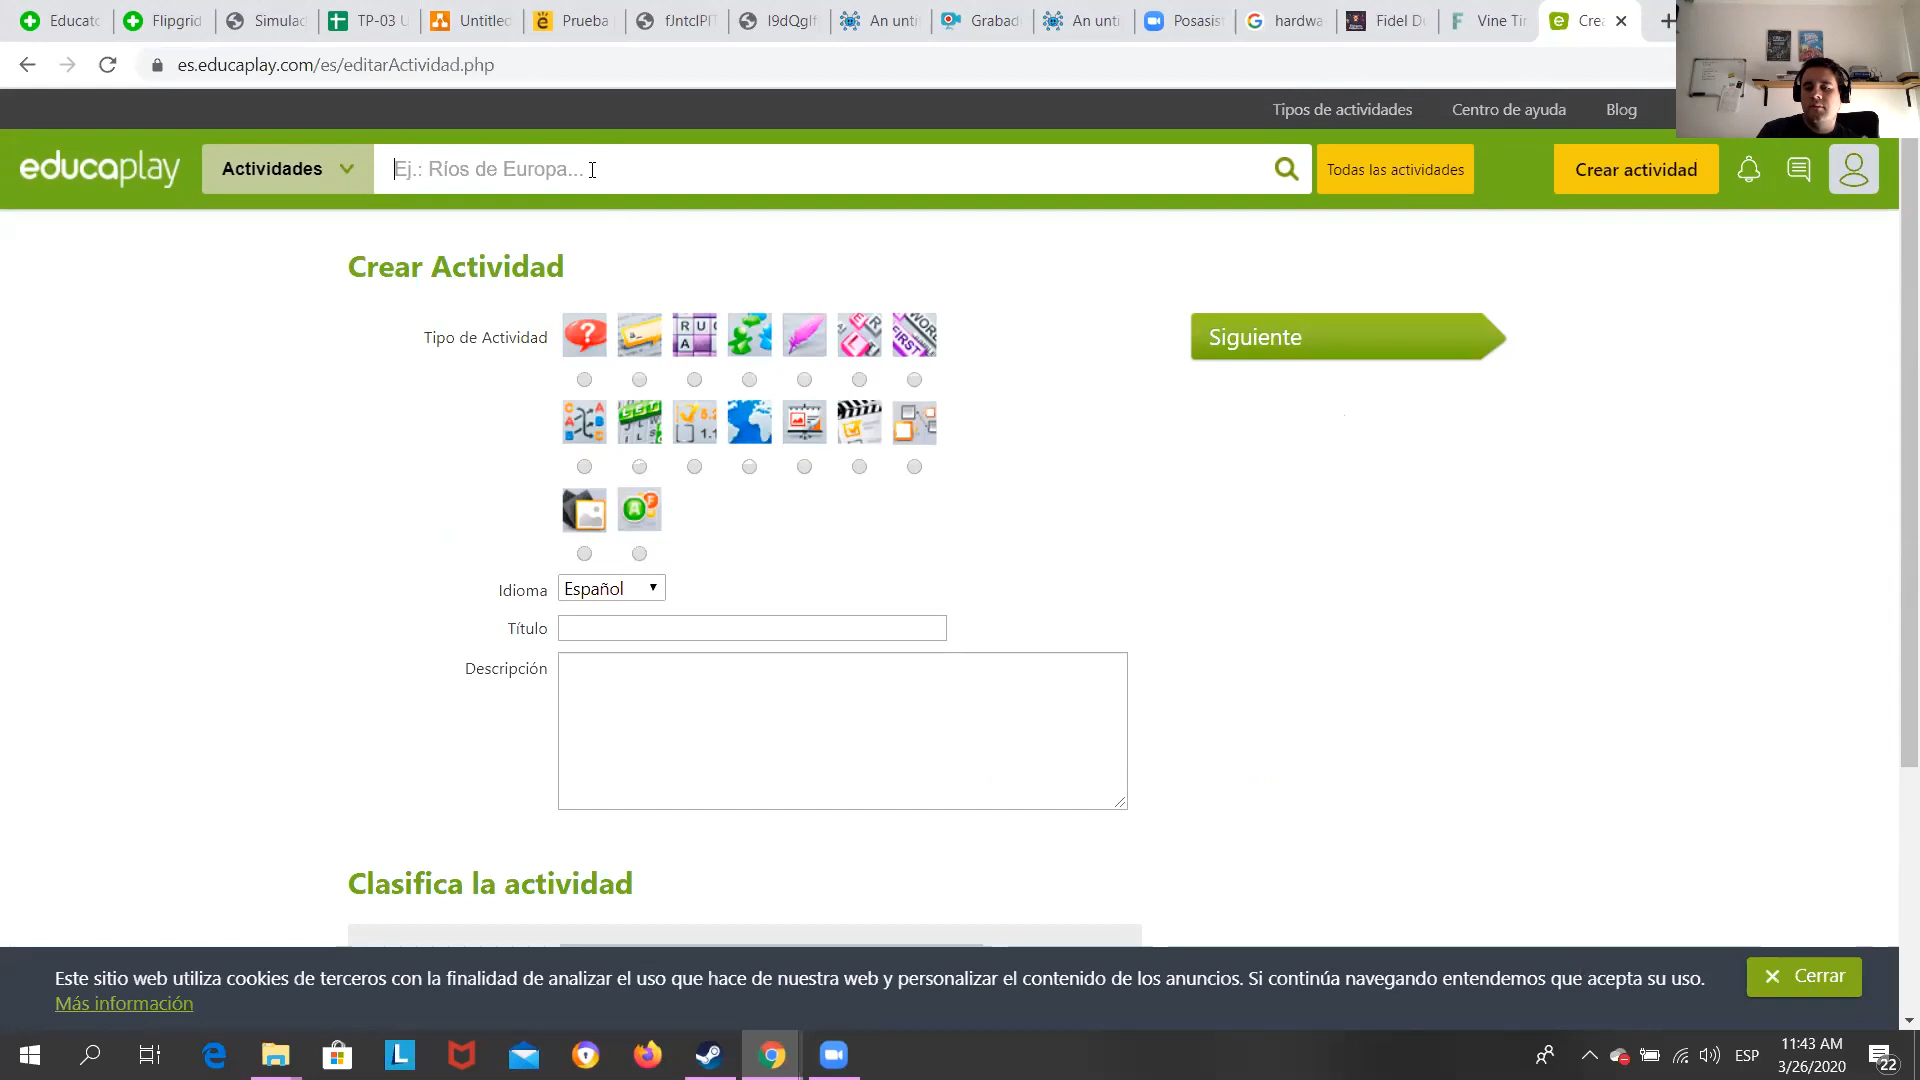 Educato
Flipgrid
Simulac
TP-03 U
Untitled
Prueba
fJntclPIT
I9dQgIf
An unti
Grabad
An unti
Posasist
hardwa
Fidel Du
Vine Tir
Crea
es.educaplay.com/es/editarActividad.php
Tipos de actividades
Centro de ayuda
Blog
educaplay
Actividades
Ej.: Ríos de Europa...
Todas las actividades
Crear actividad
Crear Actividad
Tipo de Actividad
Siguiente
Idioma
Español
Título
Descripción
Clasifica la actividad
Este sitio web utiliza cookies de terceros con la finalidad de analizar el uso que hace de nuestra web y personalizar el contenido de los anuncios. Si continúa navegando entendemos que acepta su uso.
Más información
Cerrar
ESP
11:43 AM
3/26/2020
22